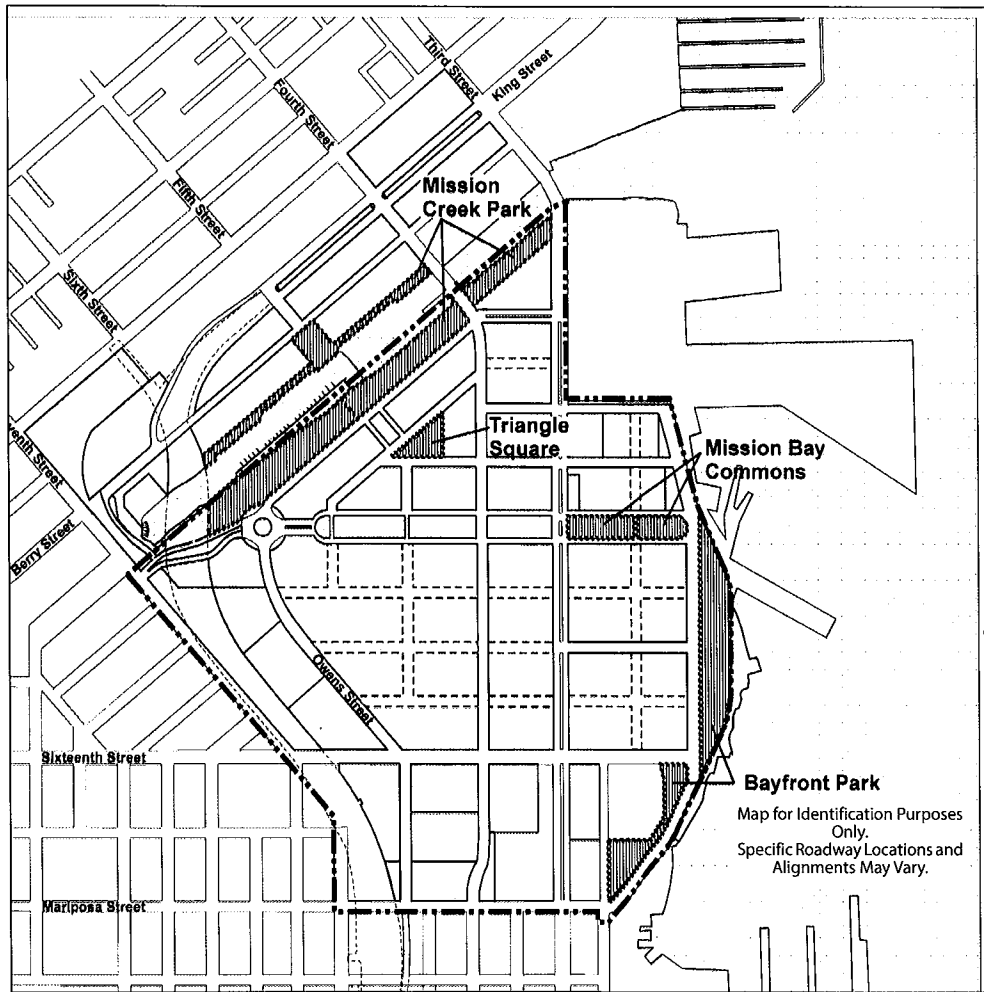 Third Street
King Street
Fourth Street
Fifth Street
Sixth Street
Mission
Creek Park
Triangle
Square
Mission Bay
Commons
venth Street
Berry Street
Owens Street
Sixteenth Street
Bayfront Park
Map for Identification Purposes
Only.
Specific Roadway Locations and
Alignments May Vary.
Mariposa Street